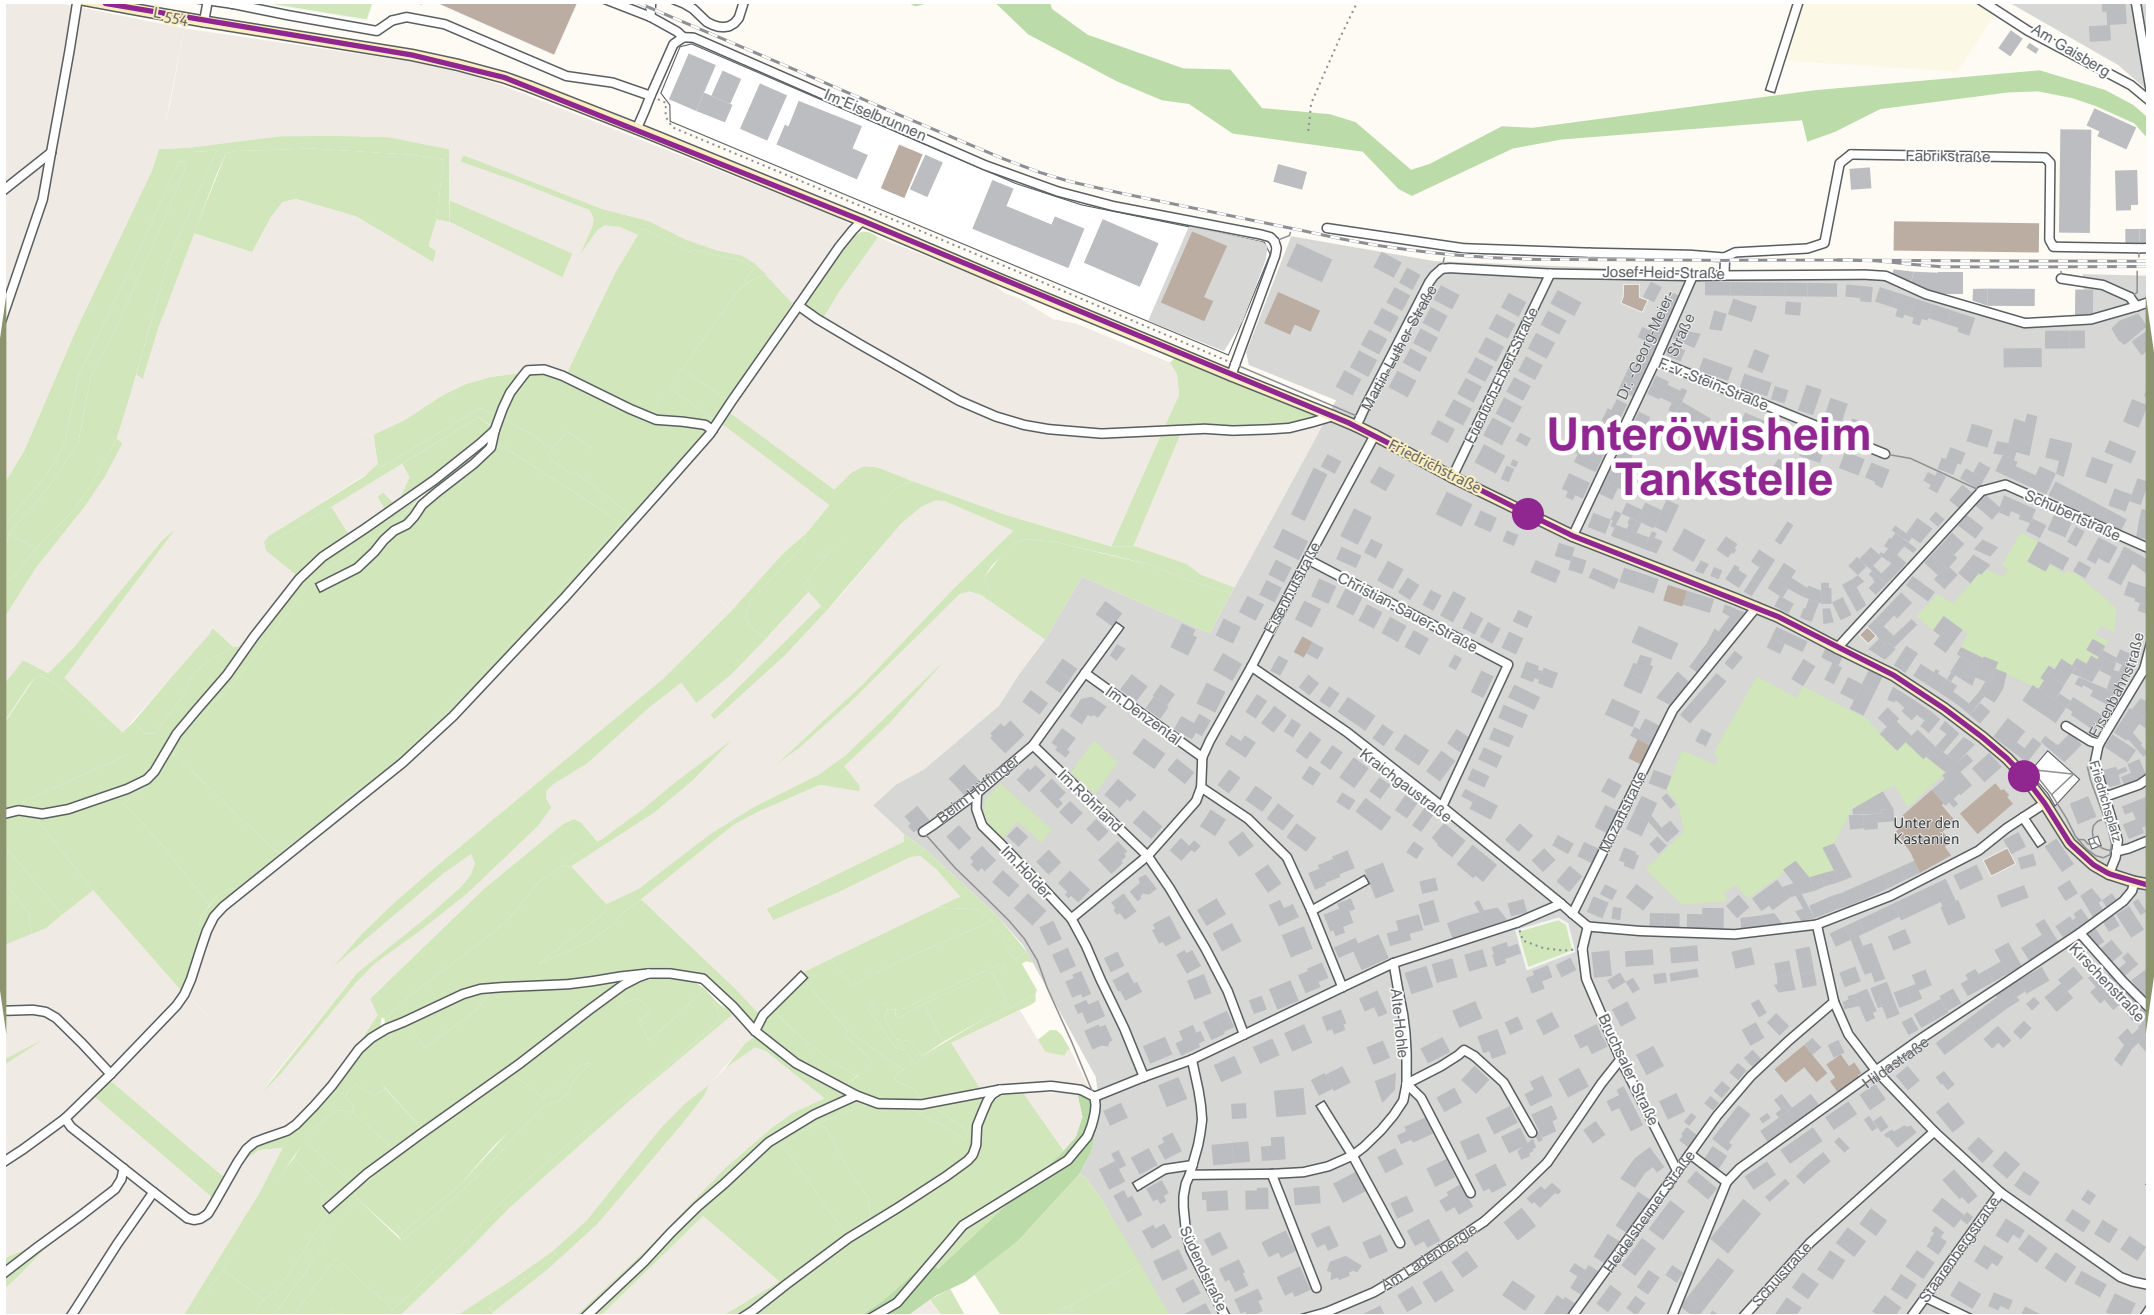 L 554
Am Gaisberg
Im Eiselbrunnen
Fabrikstraße
Josef-Heid-Straße
Martin-Luther-Straße
Friedrich-Ebert-Straße
Dr. -Georg-Meier-
Straße
F.-v.-Stein-Straße
Unteröwisheim
Tankstelle
Friedrichstraße
Schubertstraße
Eisenhutstraße
Christian-Sauer-Straße
Eisenbahnstraße
Im Denzental
Beim Höffinger
Im Röhrland
Kraichgaustraße
Mozartstraße
Friedrichsplatz
Unter den
Kastanien
Im Hölder
Kirschenstraße
Alte Hohle
Bruchsaler Straße
Hildastraße
Heidelsheimer Straße
Südendstraße
Am Ladenbergle
Schulstraße
Staarenbergstraße